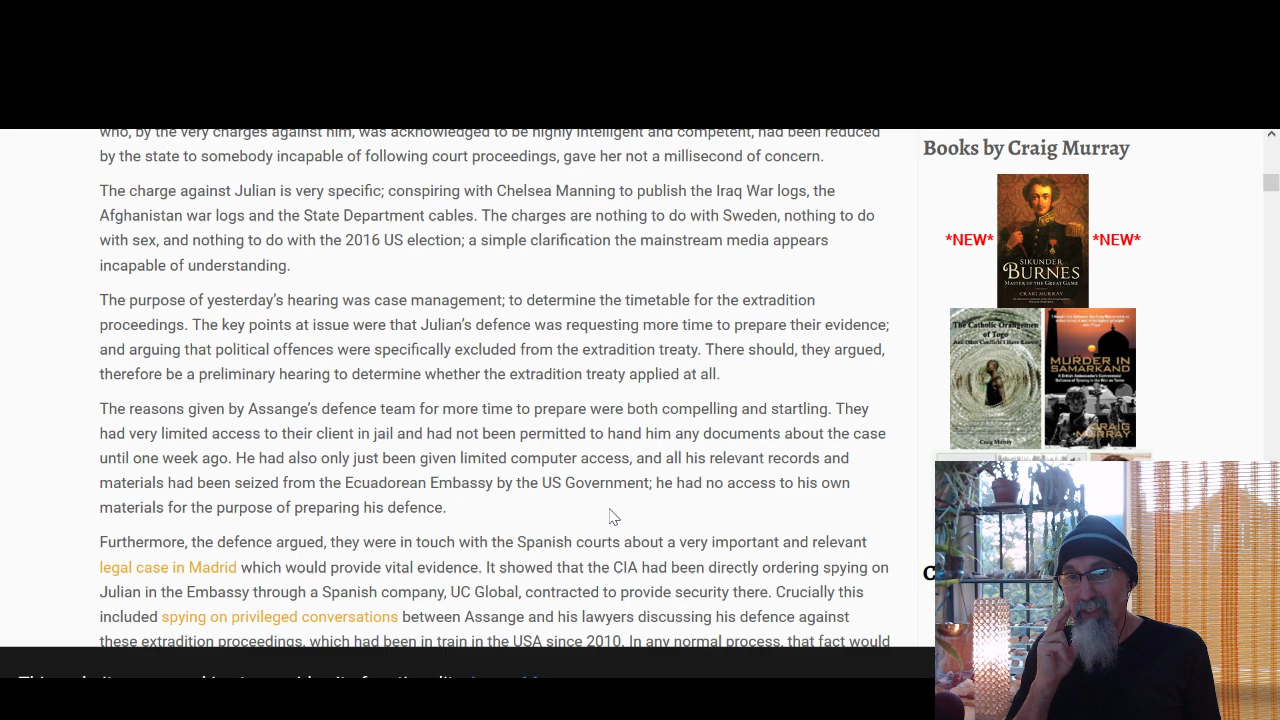 who, by the very charges against him, was acknowledged to be highly intelligent and competent, had been reduced
by the state to somebody incapable of following court proceedings, gave her not a millisecond of concern.
The charge against Julian is very specific; conspiring with Chelsea Manning to publish the Iraq War logs, the
Afghanistan war logs and the State Department cables. The charges are nothing to do with Sweden, nothing to do
with sex, and nothing to do with the 2016 US election; a simple clarification the mainstream media appears
incapable of understanding.
The purpose of yesterday's hearing was case management; to determine the timetable for the extradition
proceedings. The key points at issue were that Julian's defence was requesting more time to prepare their evidence;
and arguing that political offences were specifically excluded from the extradition treaty. There should, they argued,
therefore be a preliminary hearing to determine whether the extradition treaty applied at all.
The reasons given by Assange's defence team for more time to prepare were both compelling and startling. They
had very limited access to their client in jail and had not been permitted to hand him any documents about the case
until one week ago. He had also only just been given limited computer access, and all his relevant records and
materials had been seized from the Ecuadorean Embassy by the US Government; he had no access to his own
materials for the purpose of preparing his defence.
Furthermore, the defence argued, they were in touch with the Spanish courts about a very important and relevant
legal case in Madrid which would provide vital evidence. It showed that the CIA had been directly ordering spying on
Julian in the Embassy through a Spanish company, UC Global, contracted to provide security there. Crucially this
included spying on privileged conversations between Assange and his lawyers discussing his defence against
these extradition proceedings, which had been in train in the USA since 2010. In any normal process, that fact would
Books by Craig Murray
*NEW*
*NEW*
SIKUNDER
BURNES
MASTER OF THE GREAT GAME
CRAIG MURRAY
The Catholic Orangemen
of Togo
And Other Conflicts I Have Known
Craig Murray
MURDER IN
SAMARKAND
CRAIG
MURRAY